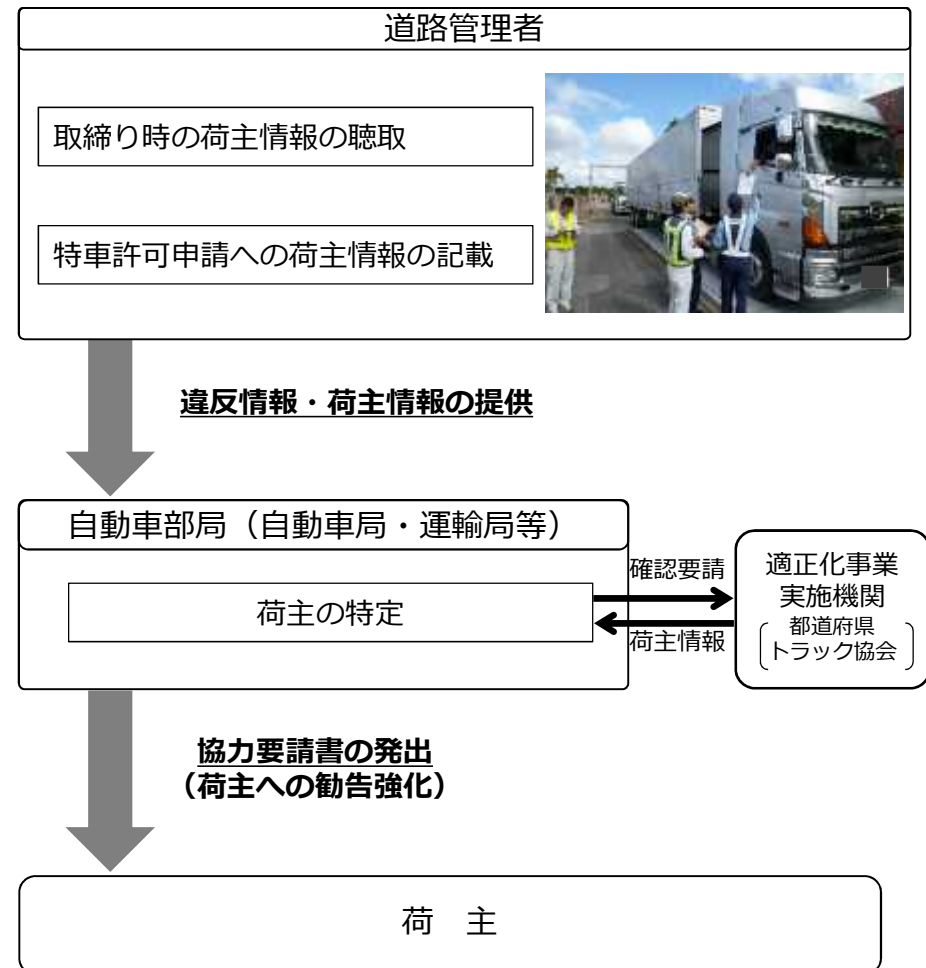 道路管理者
取締り時の荷主情報の聴取
特車許可申請への荷主情報の記載
違反情報・荷主情報の提供
自動車部局（自動車局・運輸局等）
荷主の特定
確認要請
荷主情報
適正化事業
実施機関
都道府県
トラック協会
協力要請書の発出
（荷主への勧告強化）
荷　主